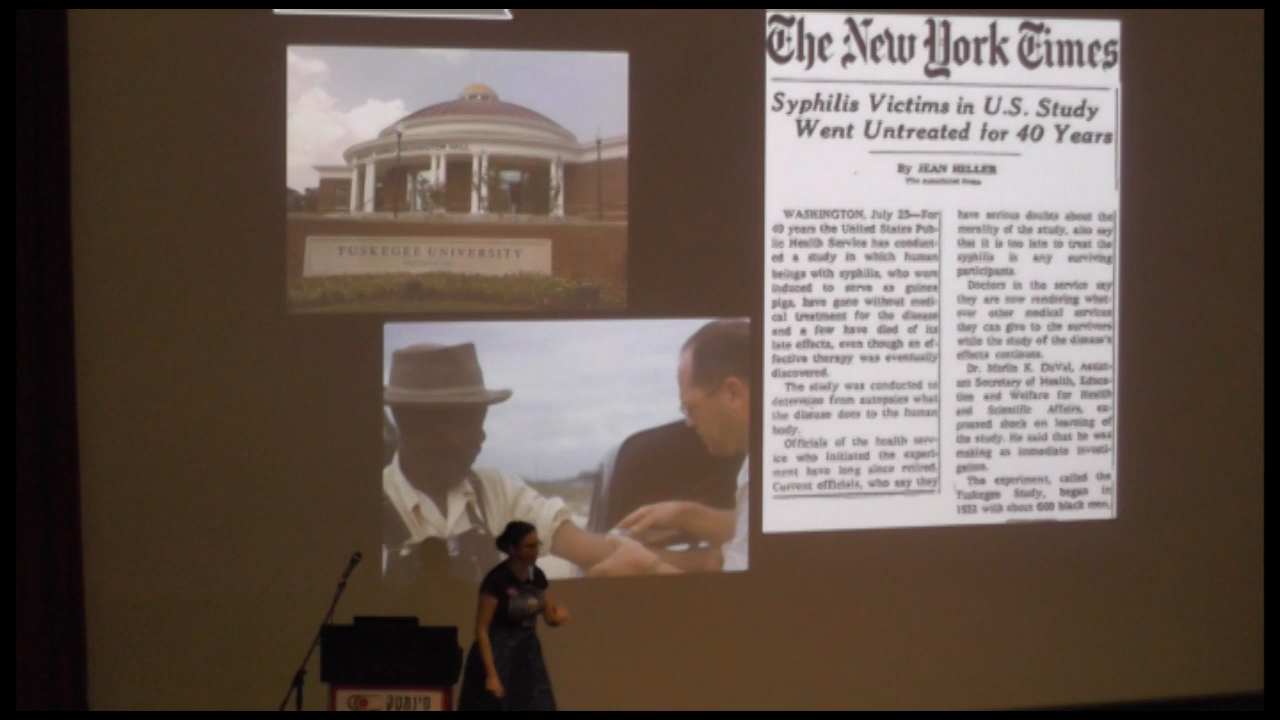 TUSKEGEE UNIVERSITY
The New York Times
Syphilis Victims in U.S. Study
Went Untreated for 40 Years
By JEAN HELLER
The Associated Press
WASHINGTON, July 25—For
40 years the United States Pub-
lic Health Service has conduct-
ed a study in which human
beings with syphilis, who were
induced to serve as guinea
pigs, have gone without medi-
cal treatment for the disease
and a few have died of its
late effects, even though an ef-
fective therapy was eventually
discovered.
The study was conducted to
determine from autopsies what
the disease does to the human
body.
Officials of the health serv-
ice who initiated the experi-
ment have long since retired.
Current officials, who say they
have serious doubts about the
morality of the study, also say
that it is too late to treat the
syphilis in any surviving
participants.
Doctors in the service say
they are now rendering what-
ever other medical services
they can give to the survivors
while the study of the disease's
effects continues.
Dr. Merlin K. DuVal, Assist-
ant Secretary of Health, Educa-
tion and Welfare for Health
and Scientific Affairs, ex-
pressed shock on learning of
the study. He said that he was
making an immediate investi-
gation.
The experiment, called the
Tuskegee Study, began in
1932 with about 600 black men,
סינמטק